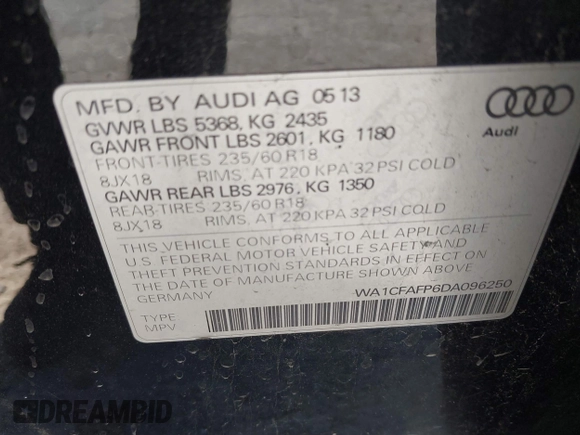 MFD. BY AUDI AG 05 13
GVWR LBS 5368, KG 2435
GAWR FRONT LBS 2601, KG 1180
FRONT-TIRES 235/60 R18
8JX18 RIMS, AT 220 KPA 32 PSI COLD
GAWR REAR LBS 2976, KG 1350
REAR-TIRES 235/60 R18
8JX18 RIMS, AT 220 KPA 32 PSI COLD
Audi
THIS VEHICLE CONFORMS TO ALL APPLICABLE
U.S. FEDERAL MOTOR VEHICLE SAFETY AND
THEFT PREVENTION STANDARDS IN EFFECT ON
THE DATE OF MANUFACTURE SHOWN ABOVE.
GERMANY
WA1CFAFP6DA096250
TYPE
MPV
DREAMBID